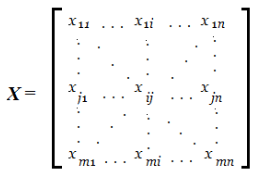 x₁₁ ... x₁ᵢ ... x₁ₙ
X = xⱼ₁ ... xᵢⱼ ... xⱼₙ
xₘ₁ ... xₘᵢ ... xₘₙ